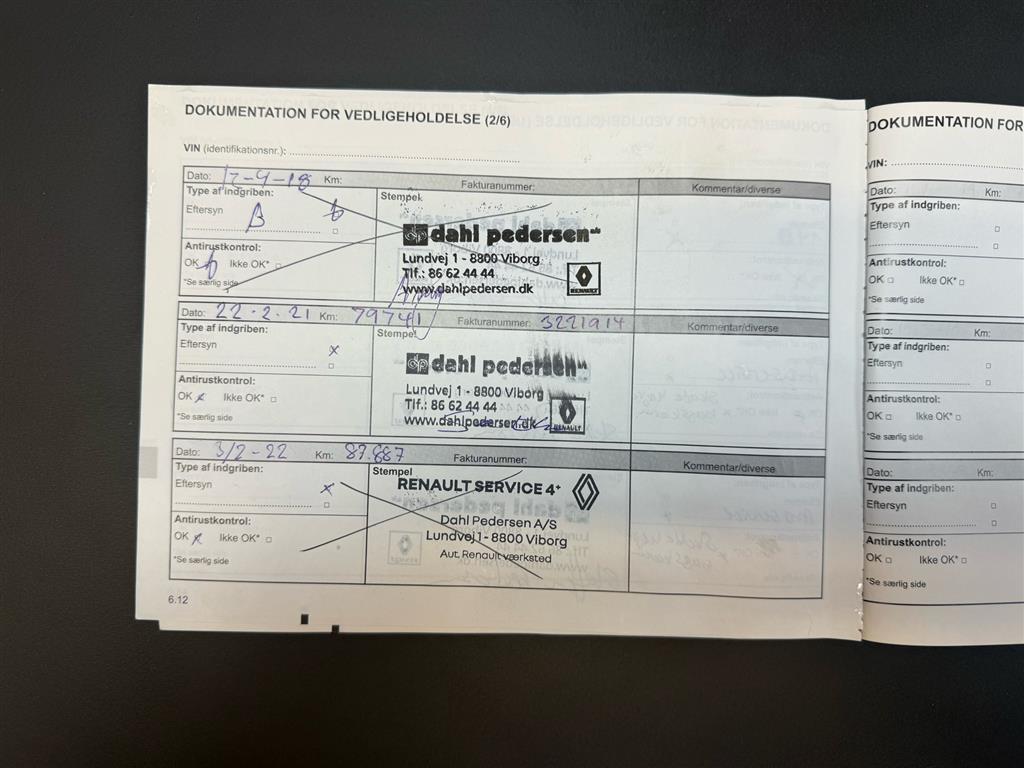 DOKUMENTATION FOR VEDLIGEHOLDELSE (2/6)
VIN (identifikationsnr.):
Dato: 17-9-18 Km: Fakturanummer: Kommentar/diverse
Type af indgriben: Stempel
Eftersyn B
dahl pedersen
Lundvej 1 - 8800 Viborg
Tlf.: 86 62 44 44
www.dahlpedersen.dk
RENAULT
Antirustkontrol:
OK Ikke OK*
*Se særlig side
Dato: 22.2.21 Km: 79741 Fakturanummer: 3221914 Kommentar/diverse
Type af indgriben: Stempel
Eftersyn x
dahl pedersen
Lundvej 1 - 8800 Viborg
Tlf.: 86 62 44 44
www.dahlpedersen.dk
RENAULT
Antirustkontrol:
OK x Ikke OK*
*Se særlig side
Dato: 3/2-22 Km: 87.887 Fakturanummer: Kommentar/diverse
Type af indgriben: Stempel
Eftersyn x
RENAULT SERVICE 4+
Dahl Pedersen A/S
Lundvej 1 - 8800 Viborg
Aut. Renault værksted
Antirustkontrol:
OK x Ikke OK*
*Se særlig side
6.12
DOKUMENTATION FOR
VIN:
Dato: Km:
Type af indgriben:
Eftersyn
Antirustkontrol:
OK Ikke OK*
*Se særlig side
Dato: Km:
Type af indgriben:
Eftersyn
Antirustkontrol:
OK Ikke OK*
*Se særlig side
Dato: Km:
Type af indgriben:
Eftersyn
Antirustkontrol:
OK Ikke OK*
*Se særlig side